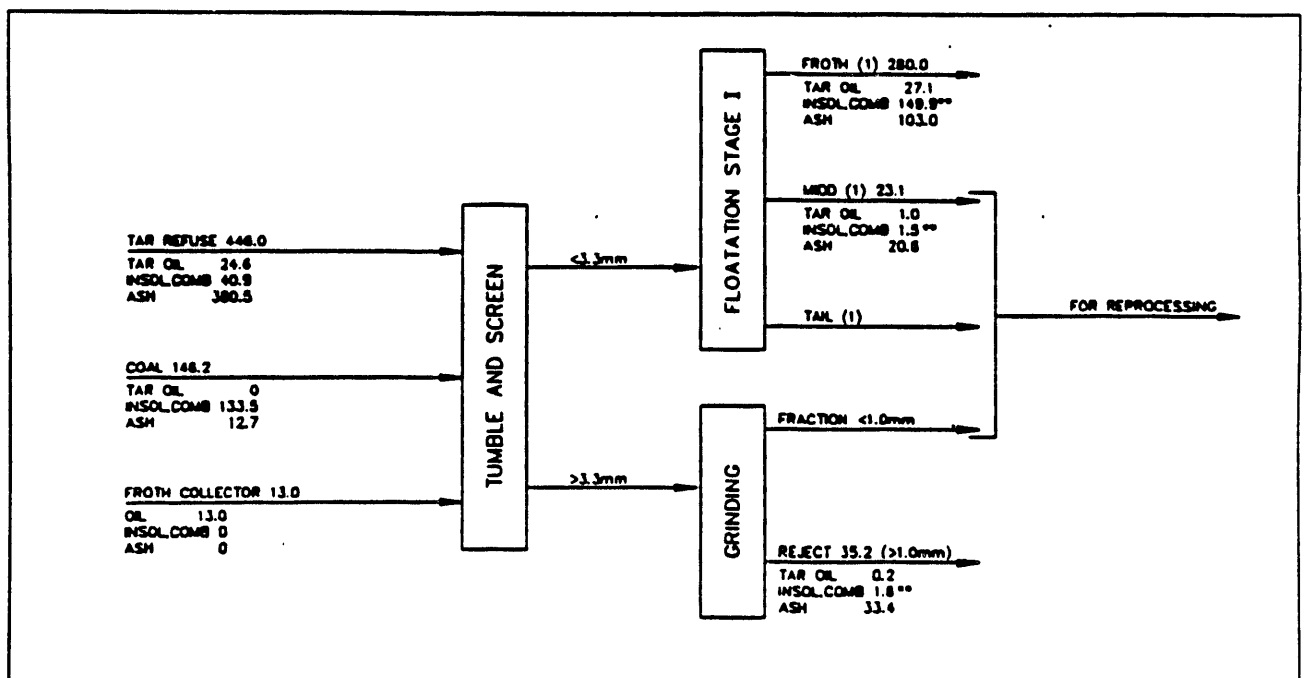 TAR REFUSE 446.0
TAR OIL 24.6
INSOL.COMB 40.9
ASH 380.5
COAL 146.2
TAR OIL 0
INSOL.COMB 133.5
ASH 12.7
FROTH COLLECTOR 13.0
OIL 13.0
INSOL.COMB 0
ASH 0
TUMBLE AND SCREEN
<3.3mm
>3.3mm
FLOATATION STAGE I
GRINDING
FROTH (1) 280.0
TAR OIL 27.1
INSOL.COMB 149.9**
ASH 103.0
MIDD (1) 23.1
TAR OIL 1.0
INSOL.COMB 1.5**
ASH 20.6
TAIL (1)
FRACTION <1.0mm
REJECT 35.2 (>1.0mm)
TAR OIL 0.2
INSOL.COMB 1.6**
ASH 33.4
FOR REPROCESSING